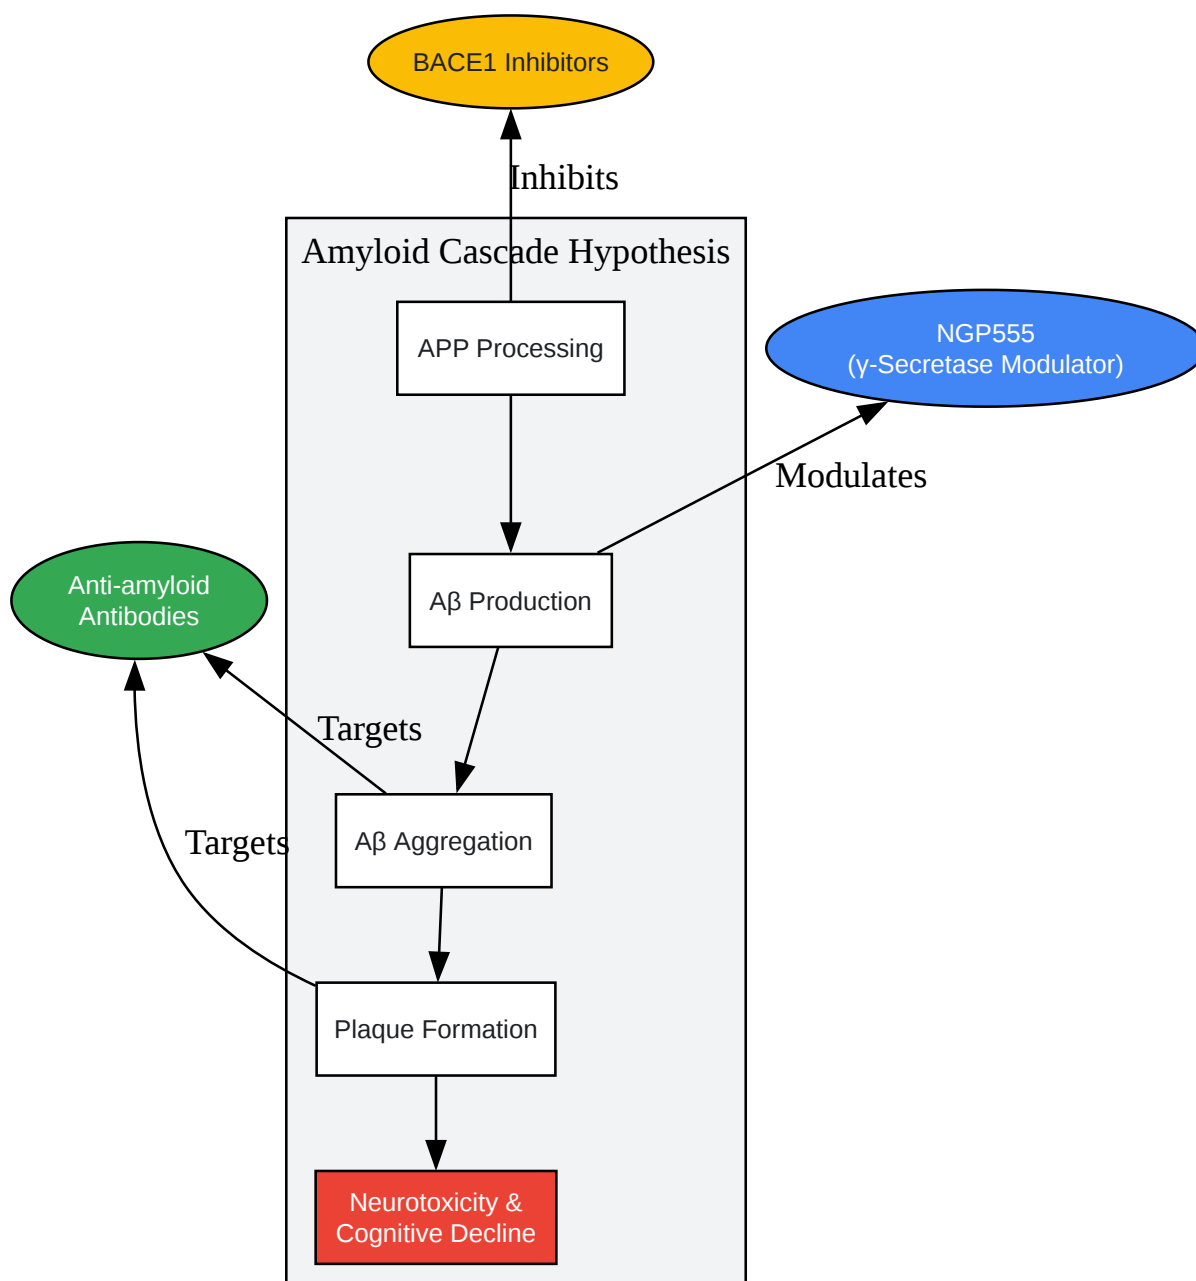 BACE1 Inhibitors
Inhibits
Amyloid Cascade Hypothesis
APP Processing
NGP555
(γ-Secretase Modulator)
Modulates
Aβ Production
Anti-amyloid
Antibodies
Targets
Targets
Aβ Aggregation
Plaque Formation
Neurotoxicity &
Cognitive Decline